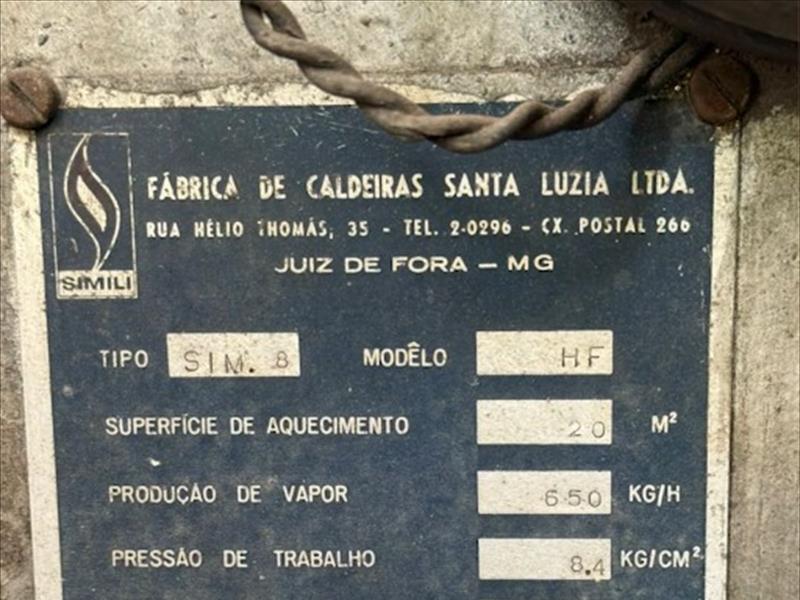 FÁBRICA DE CALDEIRAS SANTA LUZIA LTDA.
RUA HÉLIO THOMÁS, 35 - TEL. 2-0296 - CX. POSTAL 266
JUIZ DE FORA — MG
SIMILI
TIPO SIM. 8 MODÊLO HF
SUPERFÍCIE DE AQUECIMENTO 20 M²
PRODUÇÃO DE VAPOR 650 KG/H
PRESSÃO DE TRABALHO 8.4 KG/CM²